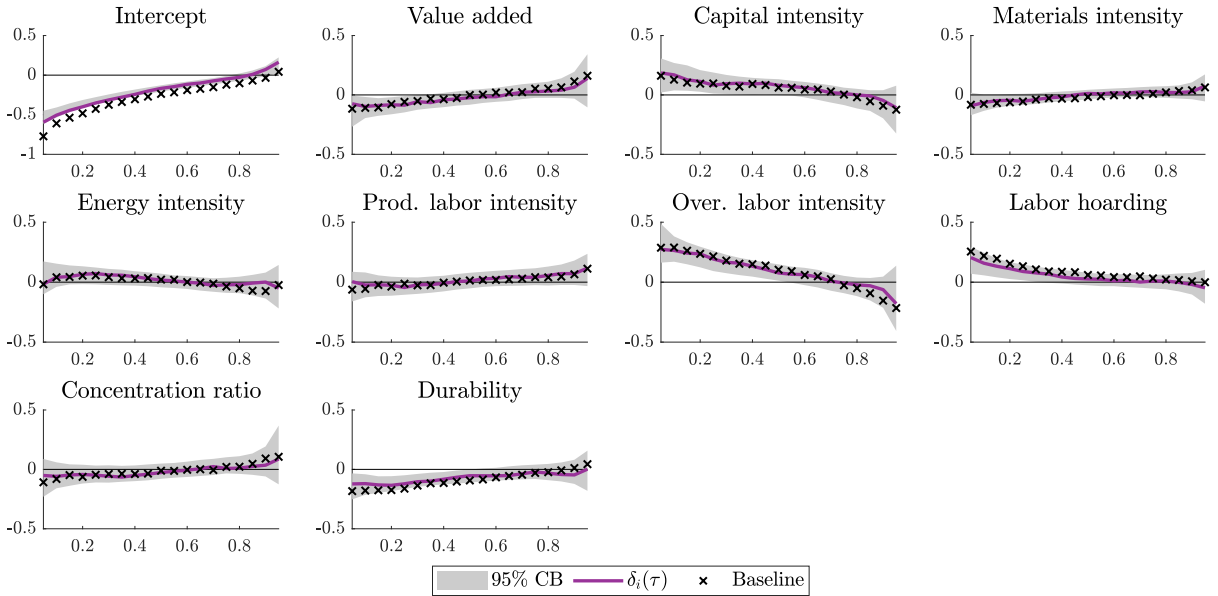 Intercept
Value added
Capital intensity
Materials intensity
0.5
0
-0.5
-1
0.2 0.4 0.6 0.8
0.5
0
-0.5
0.2 0.4 0.6 0.8
0.5
0
-0.5
0.2 0.4 0.6 0.8
0.5
0
-0.5
0.2 0.4 0.6 0.8
Energy intensity
Prod. labor intensity
Over. labor intensity
Labor hoarding
0.5
0
-0.5
0.2 0.4 0.6 0.8
0.5
0
-0.5
0.2 0.4 0.6 0.8
0.5
0
-0.5
0.2 0.4 0.6 0.8
0.5
0
-0.5
0.2 0.4 0.6 0.8
Concentration ratio
Durability
0.5
0
-0.5
0.2 0.4 0.6 0.8
0.5
0
-0.5
0.2 0.4 0.6 0.8
95% CB δi(τ) Baseline